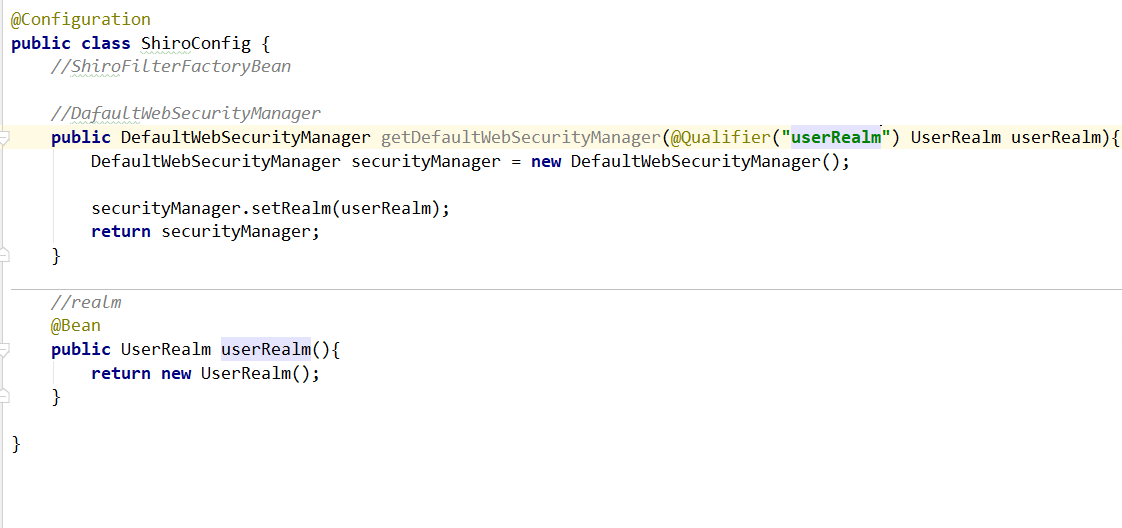 @Configuration
public class ShiroConfig {
    //ShiroFilterFactoryBean
    //DafaultWebSecurityManager
    public DefaultWebSecurityManager getDefaultWebSecurityManager(@Qualifier("userRealm") UserRealm userRealm){
        DefaultWebSecurityManager securityManager = new DefaultWebSecurityManager();
        securityManager.setRealm(userRealm);
        return securityManager;
    }
    //realm
    @Bean
    public UserRealm userRealm(){
        return new UserRealm();
    }
}